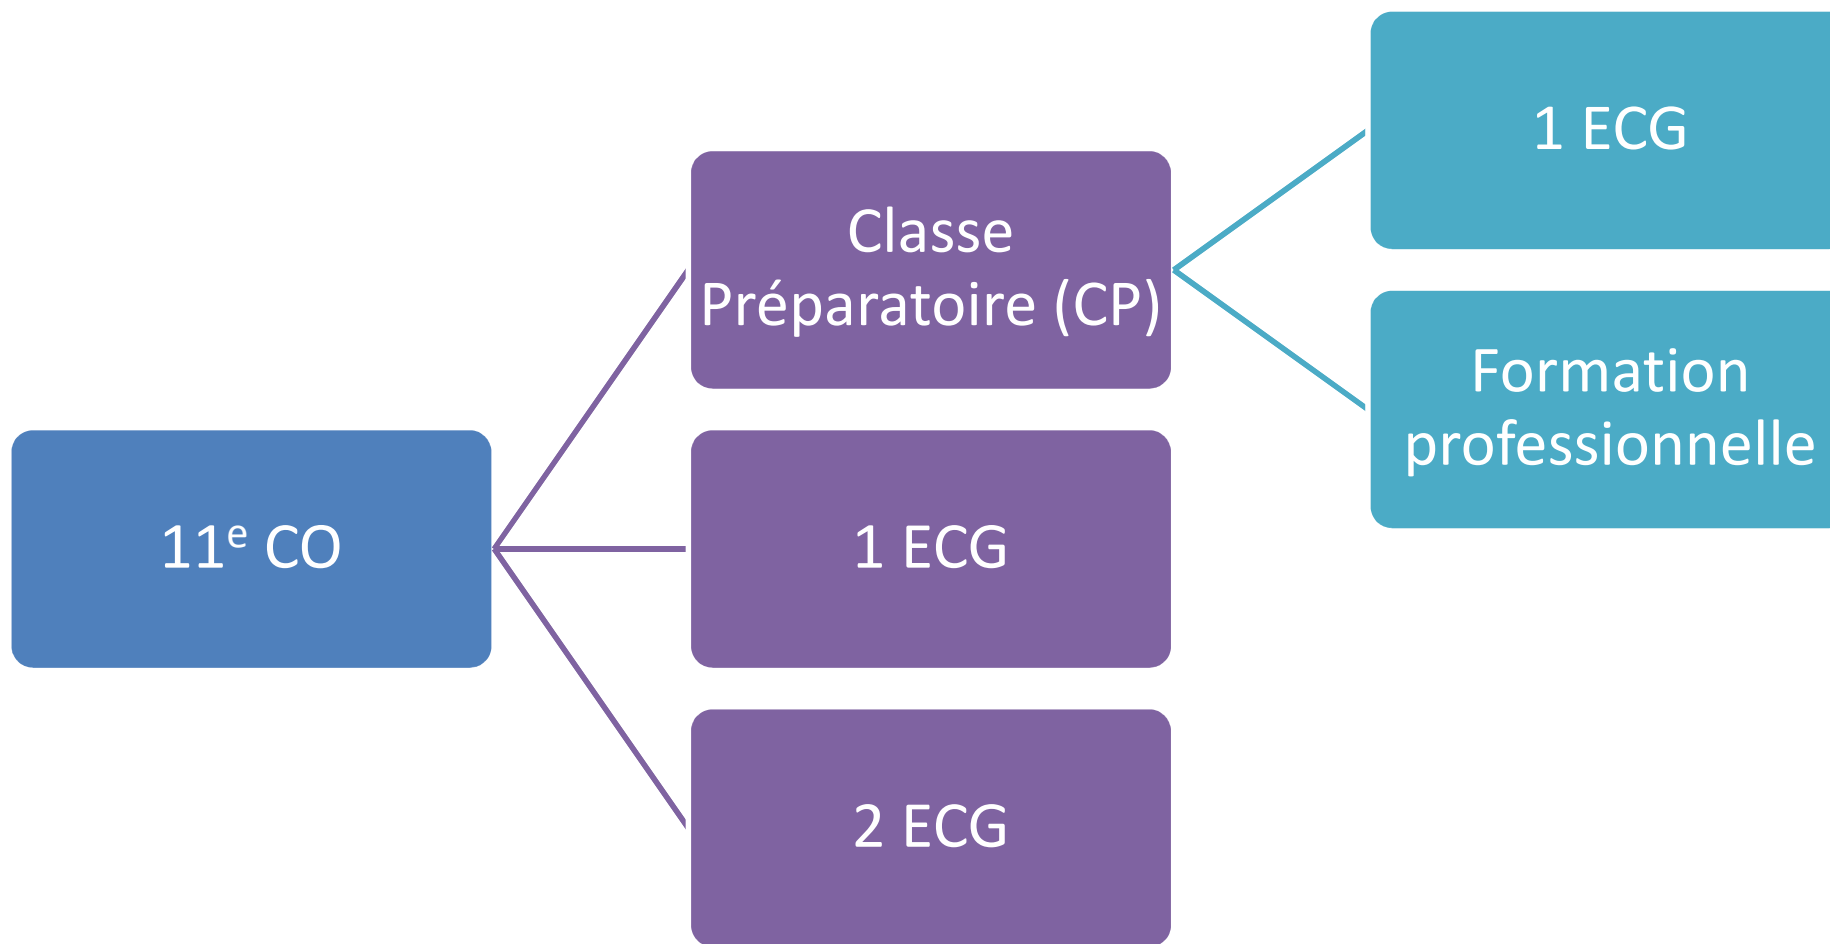 11e CO
Classe
Préparatoire (CP)
1 ECG
2 ECG
1 ECG
Formation
professionnelle